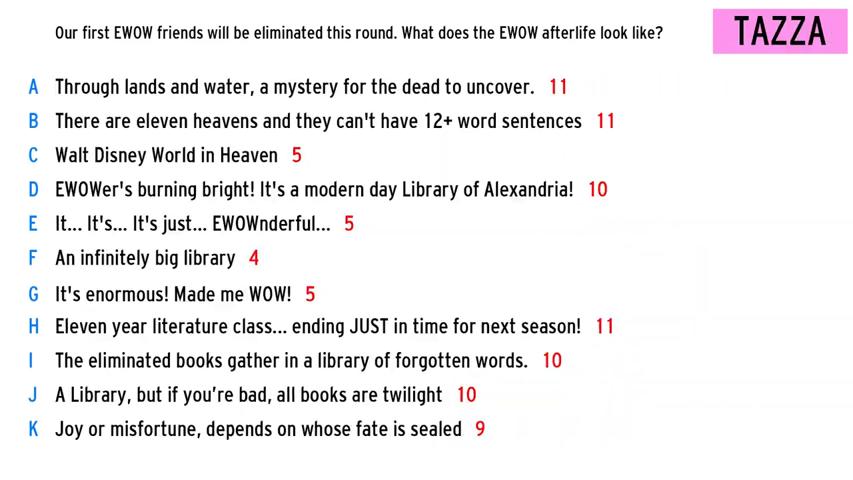 Our first EWOW friends will be eliminated this round. What does the EWOW afterlife look like?
TAZZA
A Through lands and water, a mystery for the dead to uncover. 11
B There are eleven heavens and they can't have 12+ word sentences 11
C Walt Disney World in Heaven 5
D EWOWer's burning bright! It's a modern day Library of Alexandria! 10
E It... It's... It's just... EWOWnderful... 5
F An infinitely big library 4
G It's enormous! Made me WOW! 5
H Eleven year literature class... ending JUST in time for next season! 11
I The eliminated books gather in a library of forgotten words. 10
J A Library, but if you’re bad, all books are twilight 10
K Joy or misfortune, depends on whose fate is sealed 9